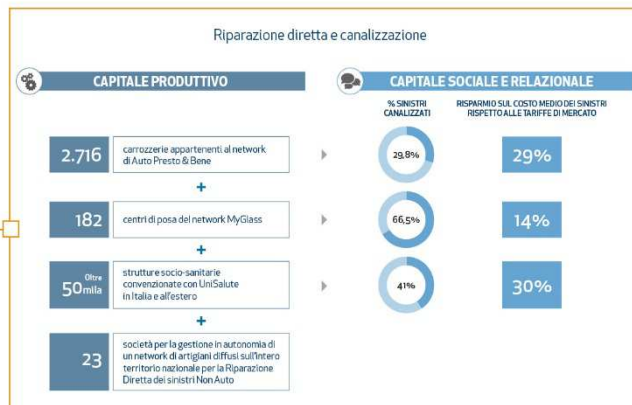 Riparazione diretta e canalizzazione
CAPITALE PRODUTTIVO
CAPITALE SOCIALE E RELAZIONALE
% SINISTRI
CANALIZZATI
RISPARMIO SUL COSTO MEDIO DEI SINISTRI
RISPETTO ALLE TARIFFE DI MERCATO
2.716
carrozzerie appartenenti al network
di Auto Presto & Bene
29,8%
29%
+
182
centri di posa del network MyGlass
66,5%
14%
+
Oltre
50mila
strutture socio-sanitarie
convenzionate con UniSalute
in Italia e all'estero
41%
30%
+
23
società per la gestione in autonomia di
un network di artigiani diffusi sull'intero
territorio nazionale per la Riparazione
Diretta dei sinistri Non Auto